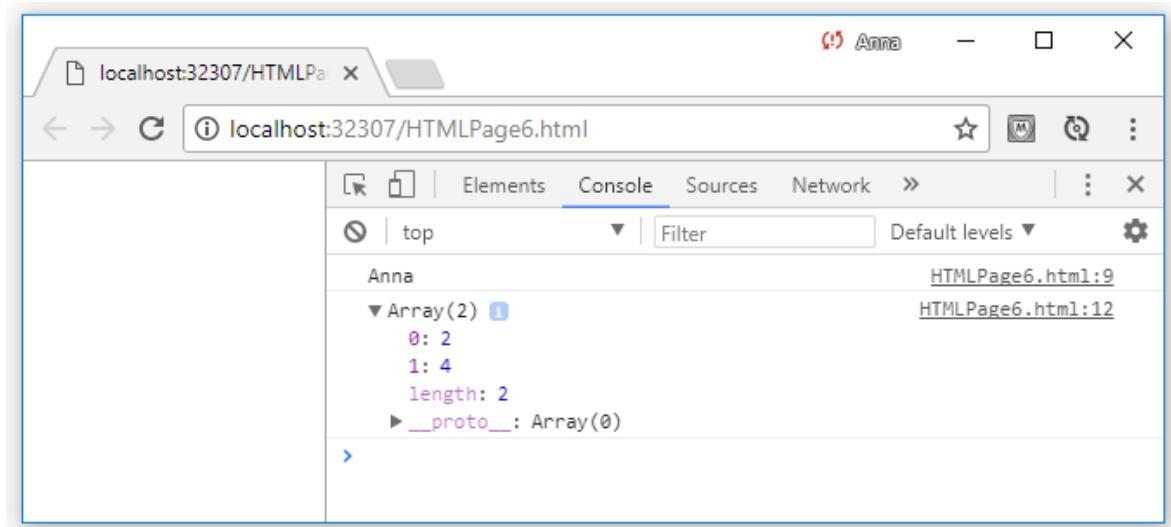 Anna
localhost:32307/HTMLPa
localhost:32307/HTMLPage6.html
Elements Console Sources Network »
top Filter Default levels
Anna HTMLPage6.html:9
Array(2) i HTMLPage6.html:12
0: 2
1: 4
length: 2
__proto__: Array(0)
>